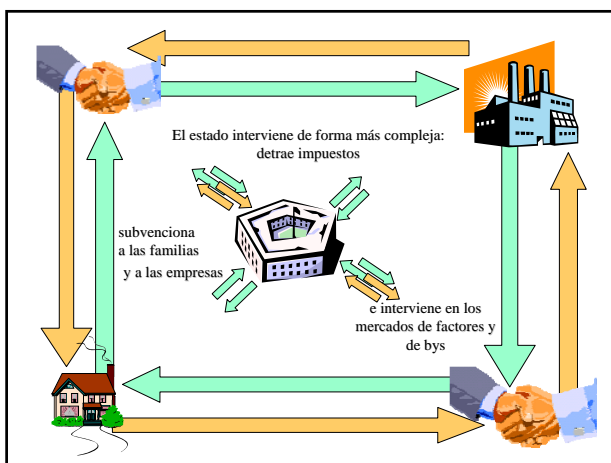 El estado interviene de forma más compleja:
detrae impuestos
subvenciona
a las familias
y a las empresas
e interviene en los
mercados de factores y
de bys